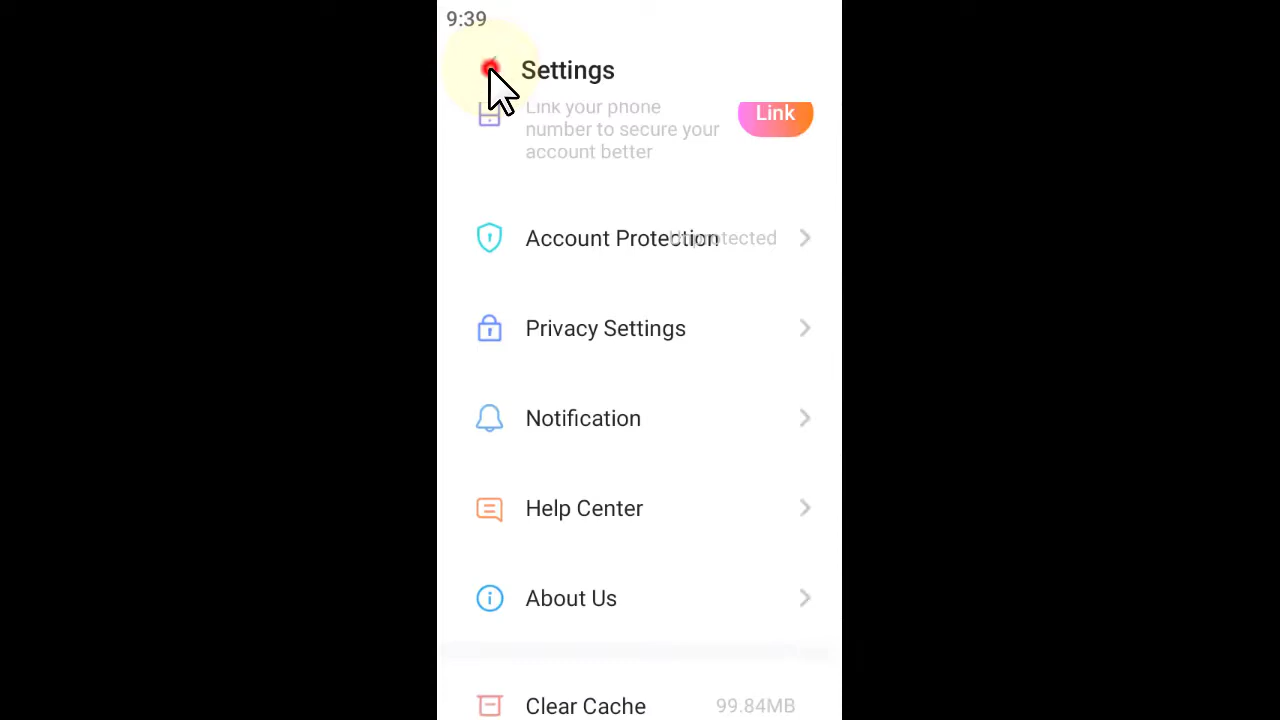 9:39
Settings
Link your phone
number to secure your
account better
Link
Account Protection Unprotected
Privacy Settings
Notification
Help Center
About Us
Clear Cache 99.84MB